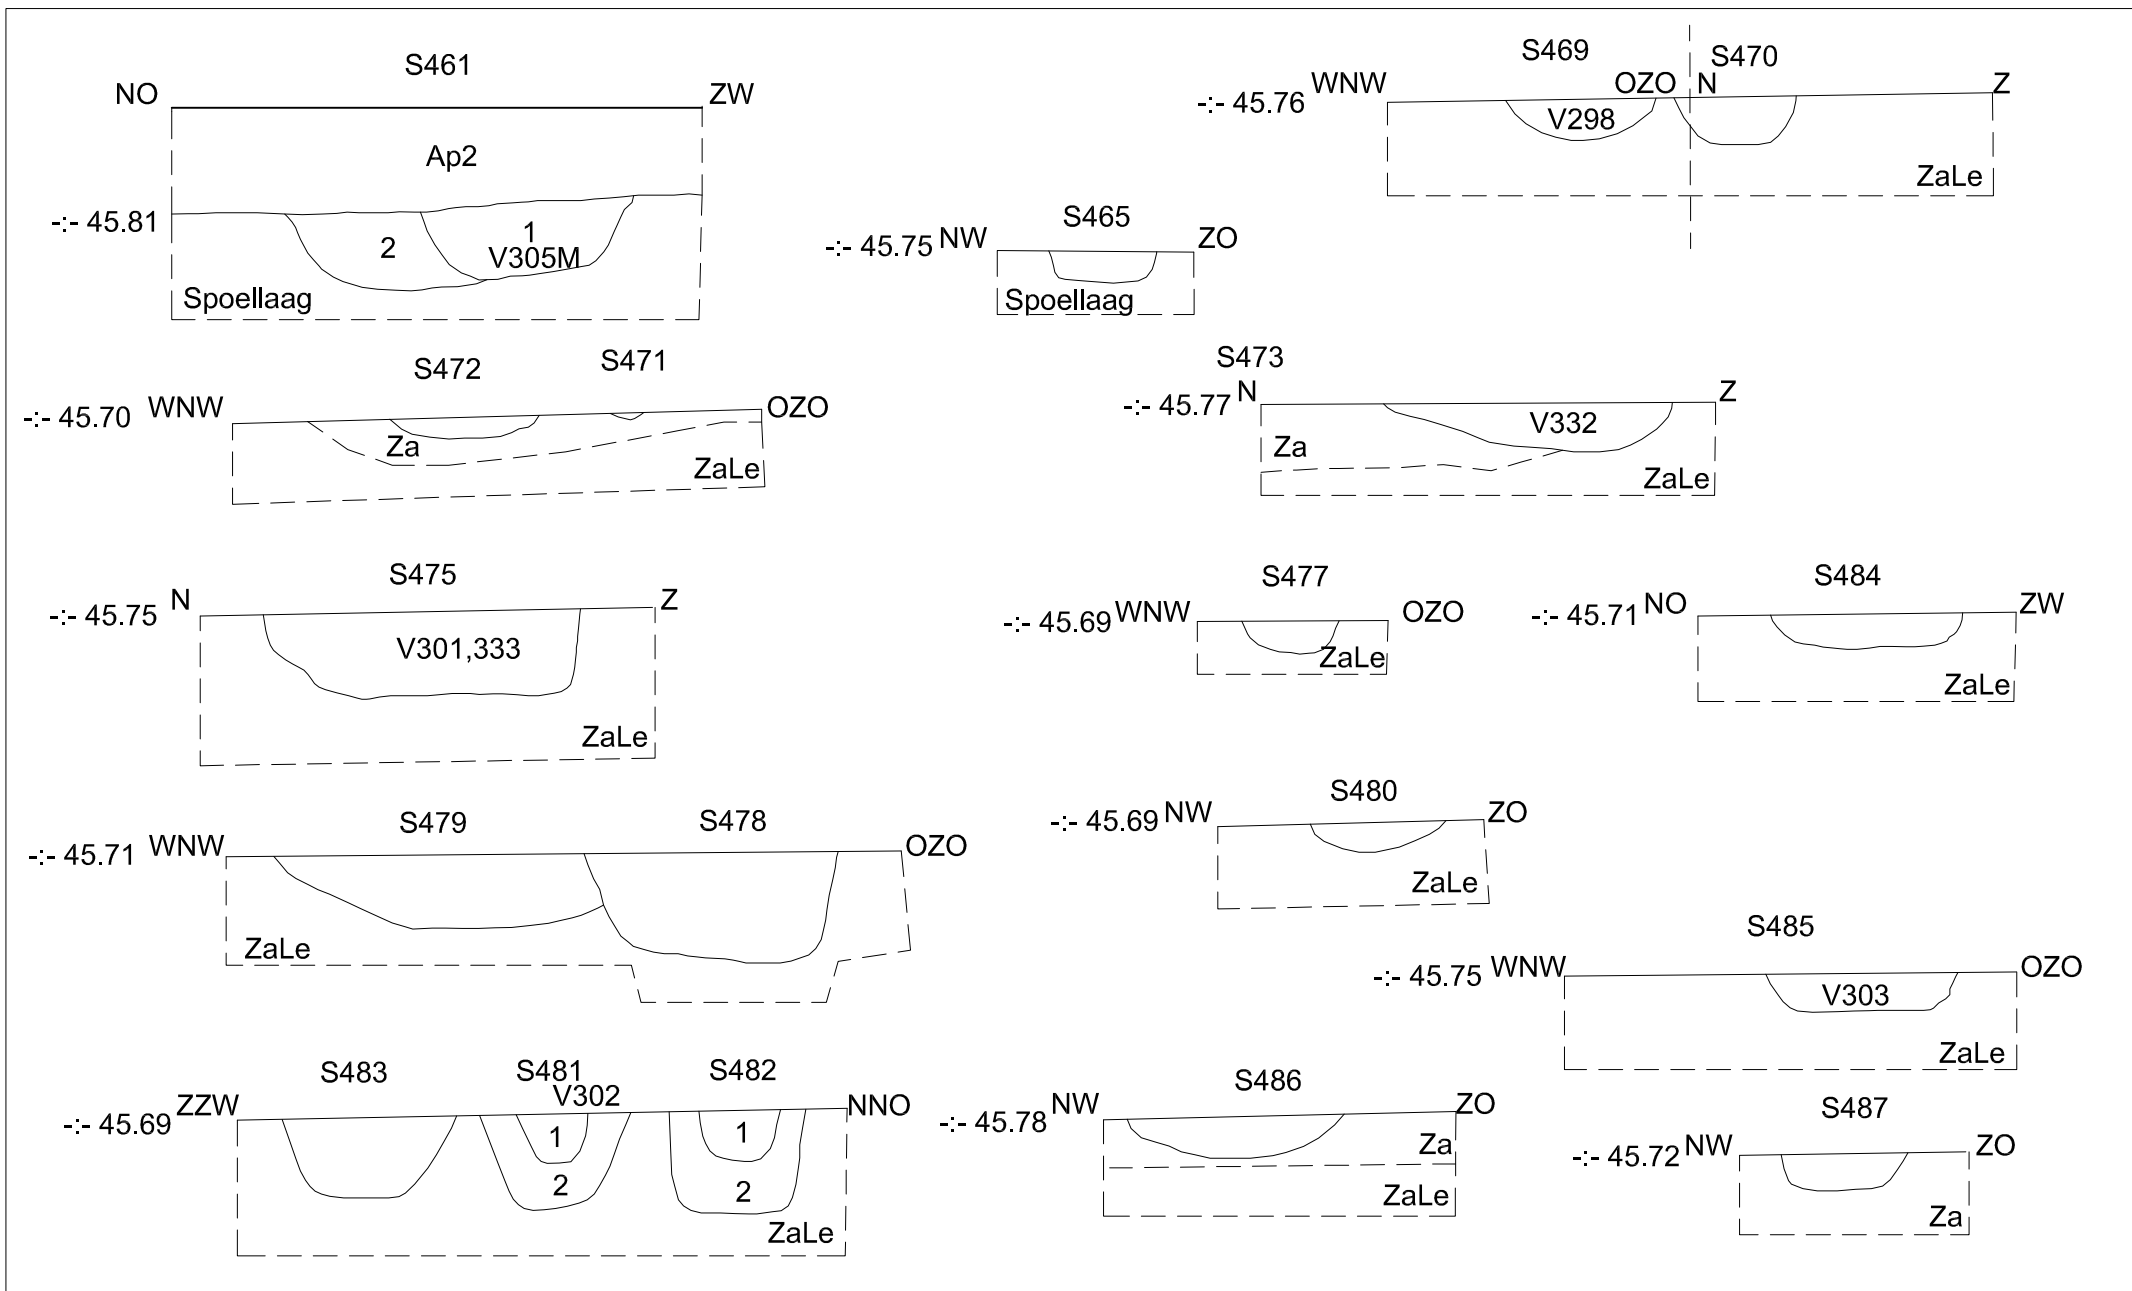 S461
NO
ZW
Ap2
-:- 45.81
2
1
V305M
Spoellaag
S465
-:- 45.75 NW
ZO
Spoellaag
S469
S470
WNW
OZO
N
Z
-:- 45.76
V298
ZaLe
S472
S471
-:- 45.70 WNW
OZO
Za
ZaLe
S473
N
Z
-:- 45.77
V332
Za
ZaLe
S475
N
Z
-:- 45.75
V301,333
ZaLe
S477
-:- 45.69 WNW
OZO
ZaLe
S484
-:- 45.71 NO
ZW
ZaLe
S479
S478
-:- 45.71 WNW
OZO
ZaLe
S480
-:- 45.69 NW
ZO
ZaLe
S485
-:- 45.75 WNW
OZO
V303
ZaLe
S483
S481
V302
S482
-:- 45.69 ZZW
NNO
1
1
2
2
ZaLe
S486
-:- 45.78 NW
ZO
Za
ZaLe
S487
-:- 45.72 NW
ZO
Za